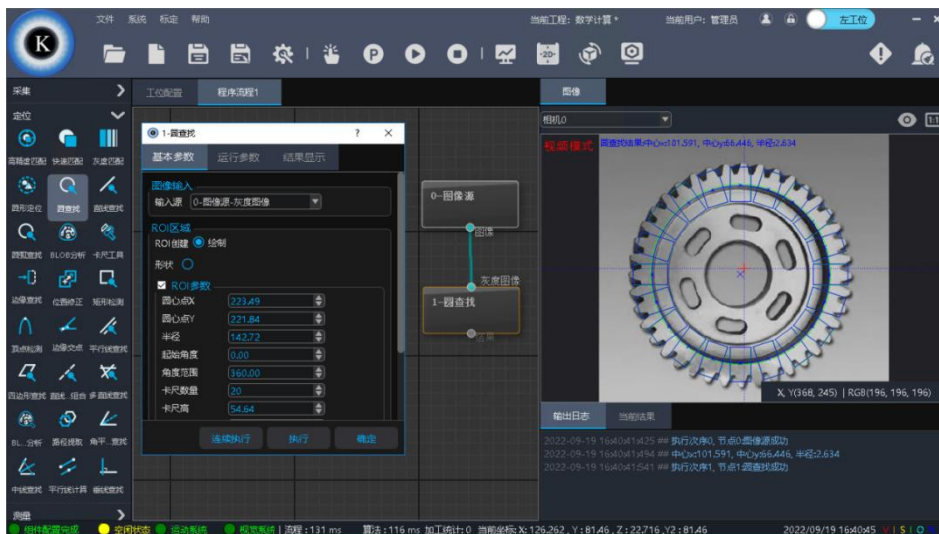 K
文件 系统 标定 帮助
当前工程: 数学计算 *
当前用户: 管理员
左工位
采集
定位
高精度匹配 快速匹配 灰度匹配
圆形定位 圆查找 直线查找
圆弧查找 BLOB分析 卡尺工具
边缘查找 位置修正 矩形检测
顶点检测 边缘交点 平行线查找
四边形查找 直线...组合 多直线查找
BL...分析 路径提取 角平...查找
中线查找 平行线计算 垂线查找
测量
工位配置 程序流程1
1-圆查找 ? ×
基本参数 运行参数 结果显示
图像输入
输入源 0-图像源-灰度图像
ROI区域
ROI创建 绘制
形状
ROI参数
圆心点X 223.49
圆心点Y 221.84
半径 142.72
起始角度 0.00
角度范围 360.00
卡尺数量 20
卡尺高 54.64
连续执行 执行 确定
0-图像源
图像
灰度图像
1-圆查找
结果
图像
相机0
1:1
视频模式
圆查找结果:中心x:101.591, 中心y:66.446, 半径:2.634
X, Y(368, 245) | RGB(196, 196, 196)
输出日志 当前结果
2022-09-19 16:40:41:425 ## 执行次序0, 节点0:图像源成功
2022-09-19 16:40:41:494 ## 中心x:101.591, 中心y:66.446, 半径:2.634
2022-09-19 16:40:41:541 ## 执行次序1, 节点1:圆查找成功
组件配置完成 空闲状态 运动系统 视觉系统 | 流程 : 131 ms 算法 : 116 ms 加工统计: 0 当前坐标: X: 126.262 , Y : 81.46 , Z : 22.716 ,Y2 : 81.46
2022/09/19 16:40:45 V | S | O